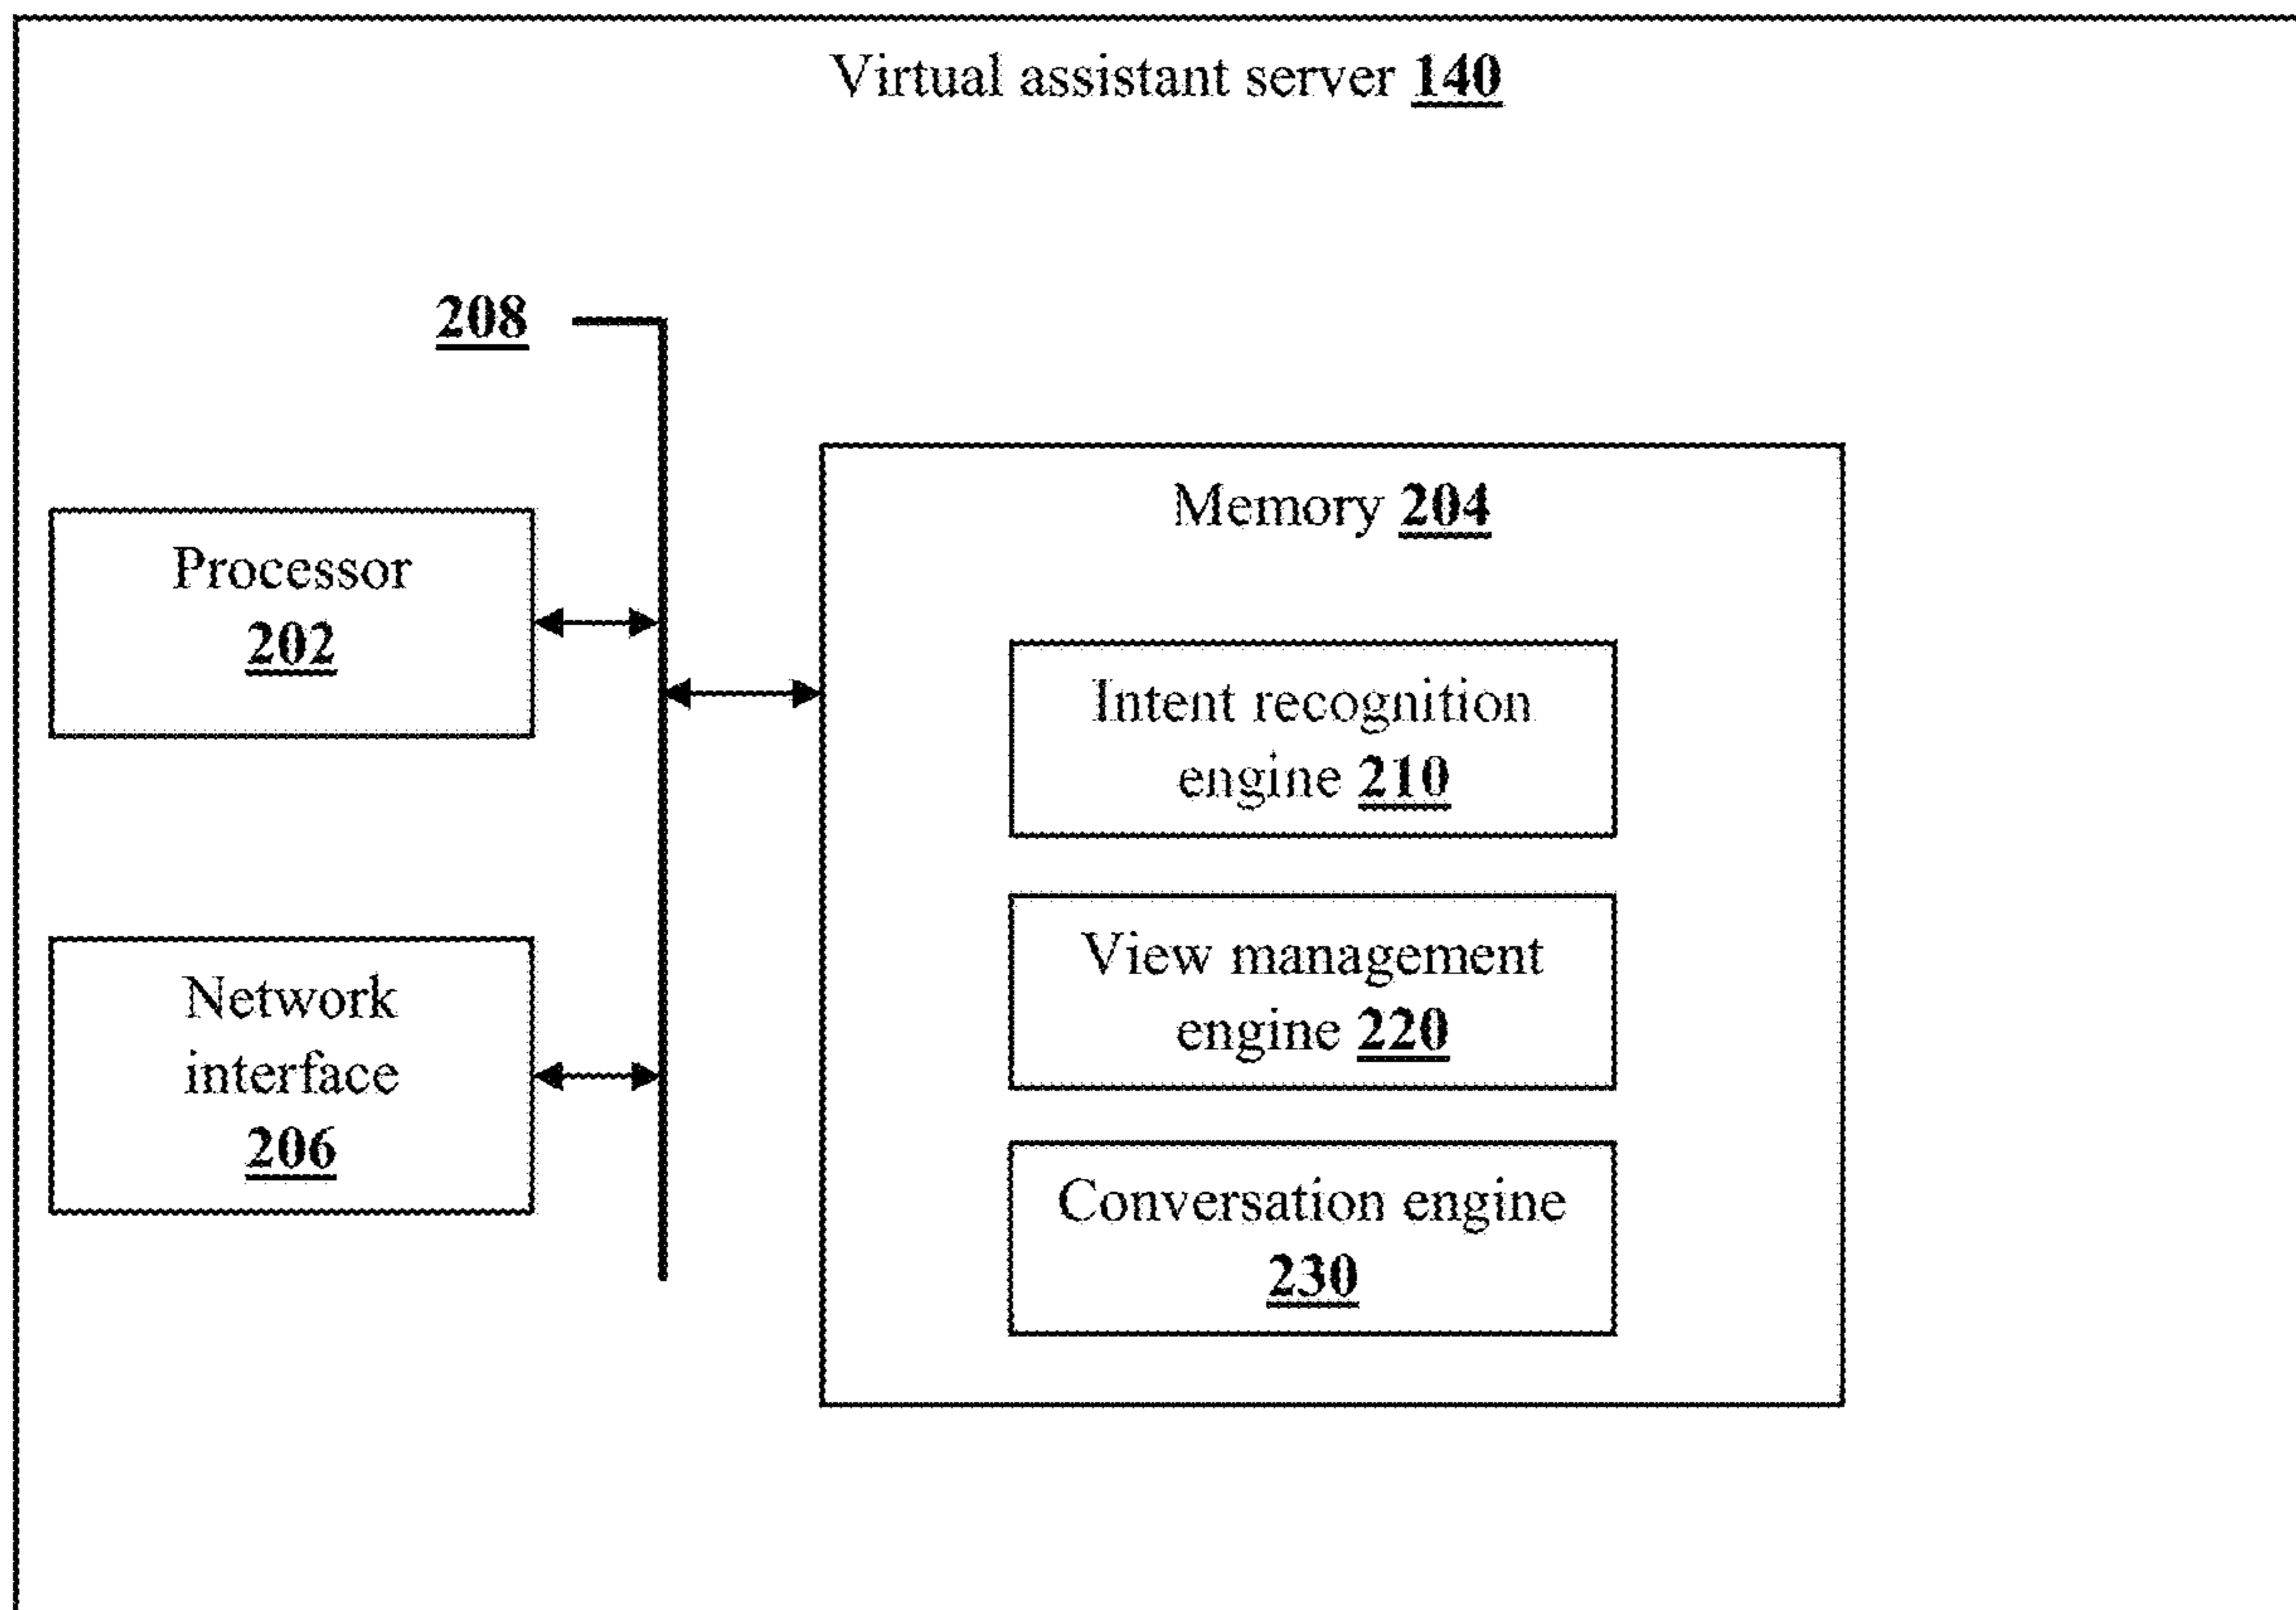 Virtual assistant server 140
208
Processor
202
Network
interface
206
Memory 204
Intent recognition
engine 210
View management
engine 220
Conversation engine
230